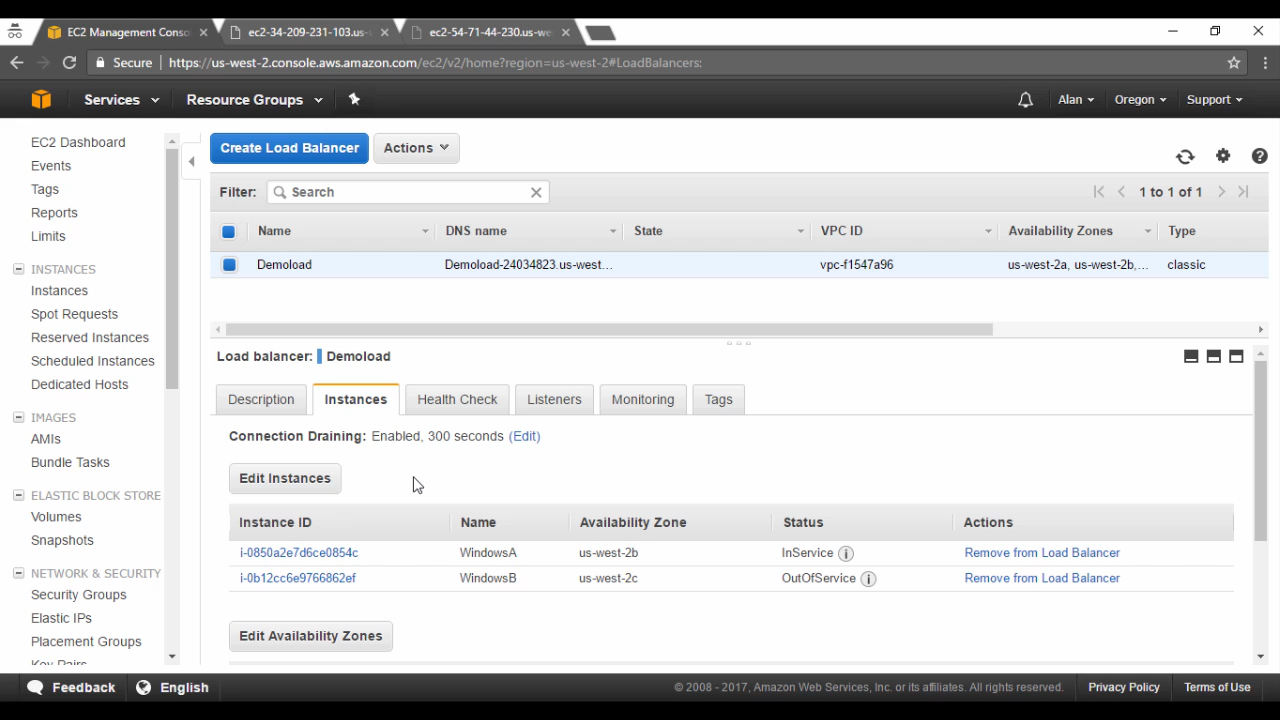 EC2 Management Conso
ec2-34-209-231-103.us-
ec2-54-71-44-230.us-we
Secure
https://us-west-2.console.aws.amazon.com/ec2/v2/home?region=us-west-2#LoadBalancers:
Services
Resource Groups
Alan
Oregon
Support
EC2 Dashboard
Events
Tags
Reports
Limits
INSTANCES
Instances
Spot Requests
Reserved Instances
Scheduled Instances
Dedicated Hosts
IMAGES
AMIs
Bundle Tasks
ELASTIC BLOCK STORE
Volumes
Snapshots
NETWORK & SECURITY
Security Groups
Elastic IPs
Placement Groups
Key Pairs
Create Load Balancer
Actions
Filter:
Search
1 to 1 of 1
Name DNS name State VPC ID Availability Zones Type
Demoload Demoload-24034823.us-west... vpc-f1547a96 us-west-2a, us-west-2b,... classic
Load balancer: Demoload
Description Instances Health Check Listeners Monitoring Tags
Connection Draining: Enabled, 300 seconds (Edit)
Edit Instances
Instance ID Name Availability Zone Status Actions
i-0850a2e7d6ce0854c WindowsA us-west-2b InService i Remove from Load Balancer
i-0b12cc6e9766862ef WindowsB us-west-2c OutOfService i Remove from Load Balancer
Edit Availability Zones
Feedback
English
© 2008 - 2017, Amazon Web Services, Inc. or its affiliates. All rights reserved.
Privacy Policy
Terms of Use